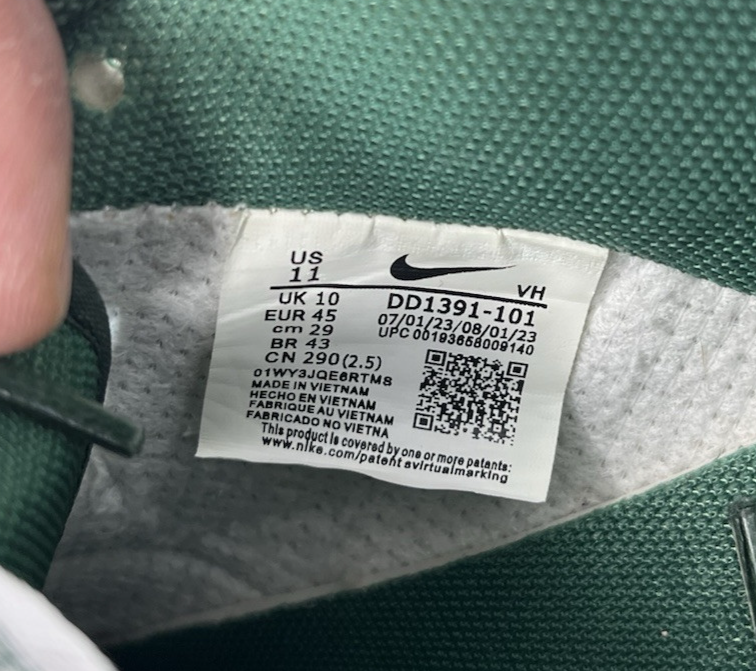 US
11
VH
UK 10
EUR 45
cm 29
BR 43
CN 290(2.5)
DD1391-101
07/01/23/08/01/23
UPC 00193658009140
01WY3JQE6RTMS
MADE IN VIETNAM
HECHO EN VIETNAM
FABRIQUE AU VIETNAM
FABRICADO NO VIETNA
This product is covered by one or more patents:
www.nike.com/patent avirtualmarking